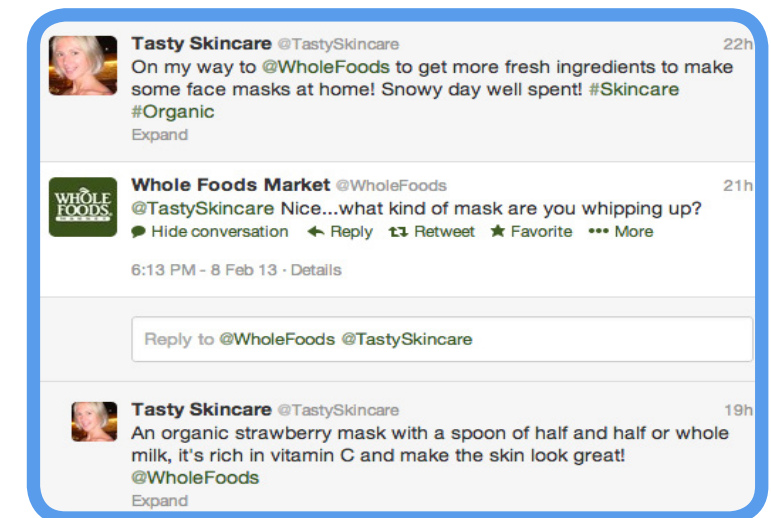 Tasty Skincare @TastySkincare 22h
On my way to @WholeFoods to get more fresh ingredients to make
some face masks at home! Snowy day well spent! #Skincare
#Organic
Expand
WHOLE
FOODS
MARKET
Whole Foods Market @WholeFoods 21h
@TastySkincare Nice...what kind of mask are you whipping up?
Hide conversation Reply Retweet Favorite More
6:13 PM - 8 Feb 13 · Details
Reply to @WholeFoods @TastySkincare
Tasty Skincare @TastySkincare 19h
An organic strawberry mask with a spoon of half and half or whole
milk, it's rich in vitamin C and make the skin look great!
@WholeFoods
Expand